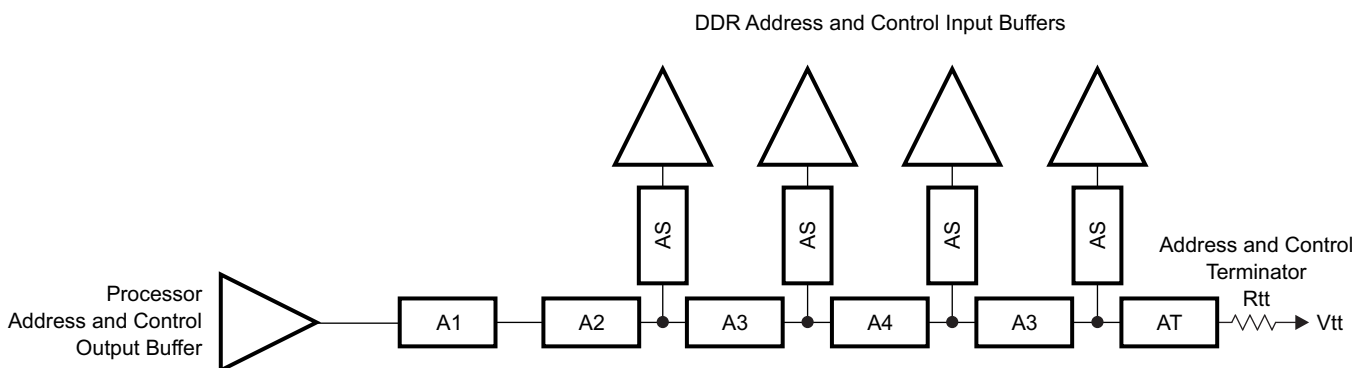 DDR Address and Control Input Buffers
AS
AS
AS
AS
Processor
Address and Control
Output Buffer
A1
A2
A3
A4
A3
AT
Address and Control
Terminator
Rtt
Vtt